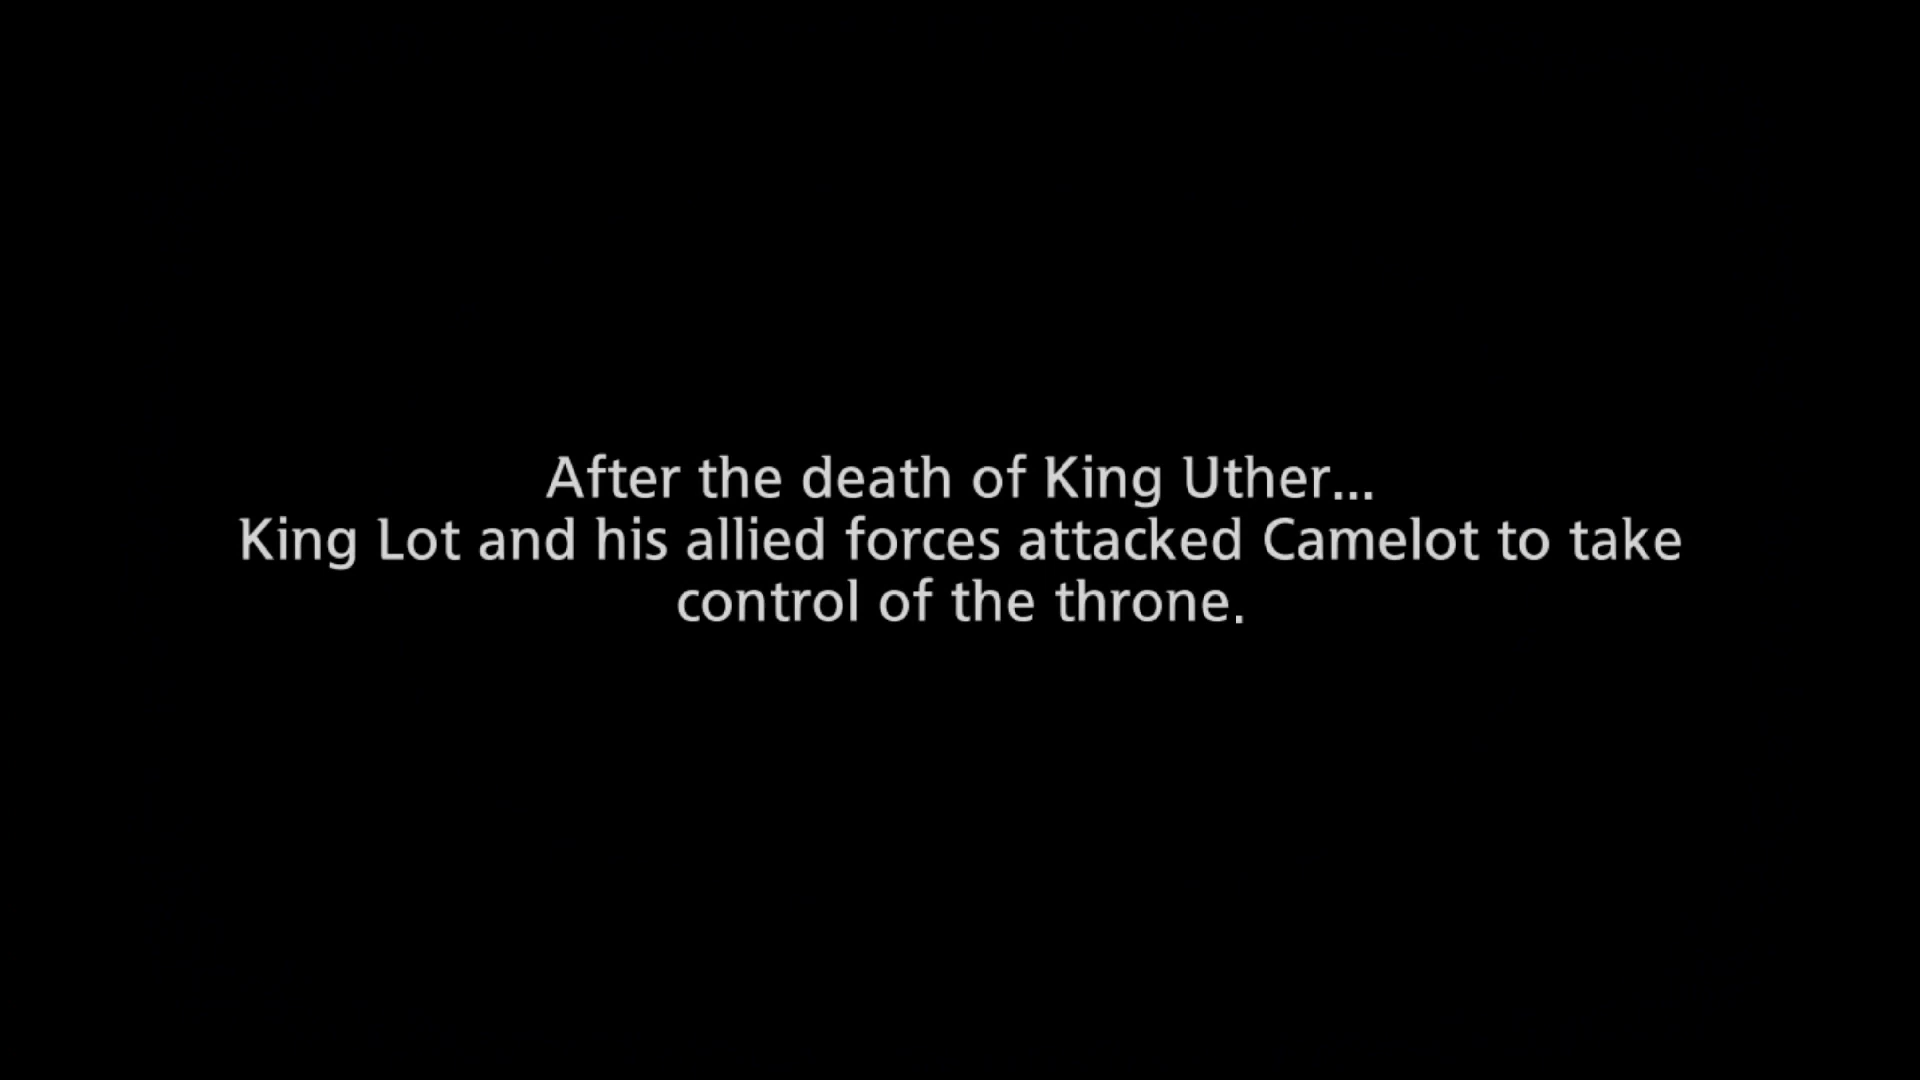 After the death of King Uther...
King Lot and his allied forces attacked Camelot to take
control of the throne.